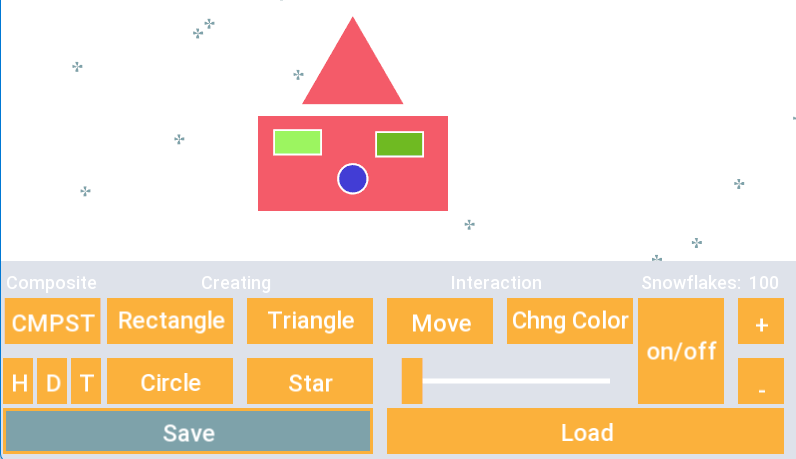 Composite Creating Interaction Snowflakes: 100
CMPST Rectangle Triangle Move Chng Color on/off +
H D T Circle Star -
Save Load